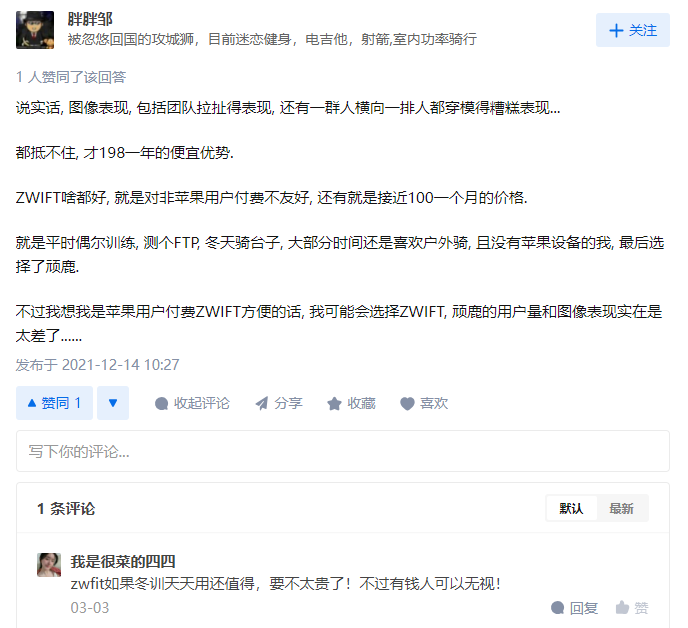 胖胖邹
被忽悠回国的攻城狮，目前迷恋健身，电吉他，射箭,室内功率骑行
关注
1 人赞同了该回答
说实话, 图像表现, 包括团队拉扯得表现, 还有一群人横向一排人都穿模得糟糕表现...
都抵不住, 才198一年的便宜优势.
ZWIFT啥都好, 就是对非苹果用户付费不友好, 还有就是接近100一个月的价格.
就是平时偶尔训练, 测个FTP, 冬天骑台子, 大部分时间还是喜欢户外骑, 且没有苹果设备的我, 最后选
择了顽鹿.
不过我想我是苹果用户付费ZWIFT方便的话, 我可能会选择ZWIFT, 顽鹿的用户量和图像表现实在是
太差了......
发布于 2021-12-14 10:27
赞同 1 收起评论 分享 收藏 喜欢
写下你的评论...
1 条评论 默认 最新
我是很菜的四四
zwfit如果冬训天天用还值得，要不太贵了！不过有钱人可以无视！
03-03 回复 赞